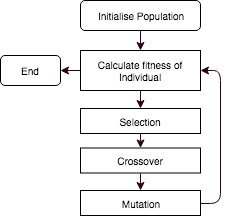 Initialise Population
End
Calculate fitness of
Individual
Selection
Crossover
Mutation